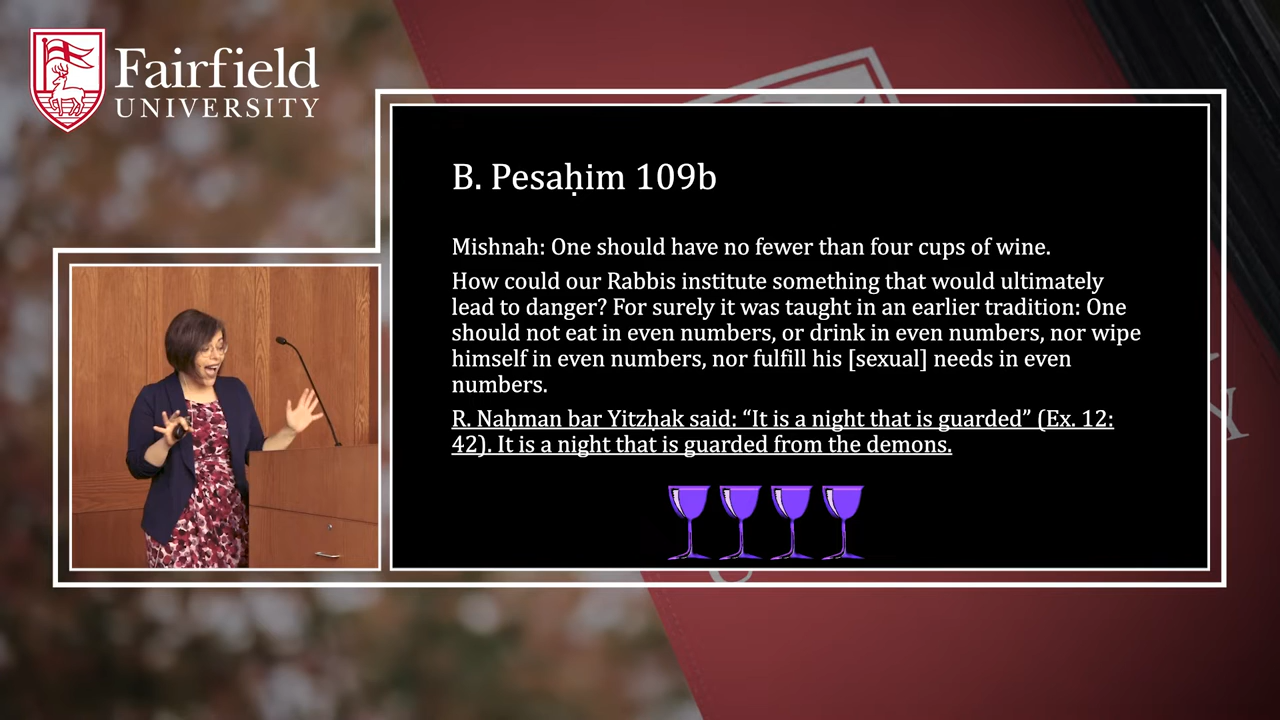 Fairfield
UNIVERSITY
B. Pesaḥim 109b
Mishnah: One should have no fewer than four cups of wine.
How could our Rabbis institute something that would ultimately
lead to danger? For surely it was taught in an earlier tradition: One
should not eat in even numbers, or drink in even numbers, nor wipe
himself in even numbers, nor fulfill his [sexual] needs in even
numbers.
R. Naḥman bar Yitzḥak said: “It is a night that is guarded” (Ex. 12:
42). It is a night that is guarded from the demons.